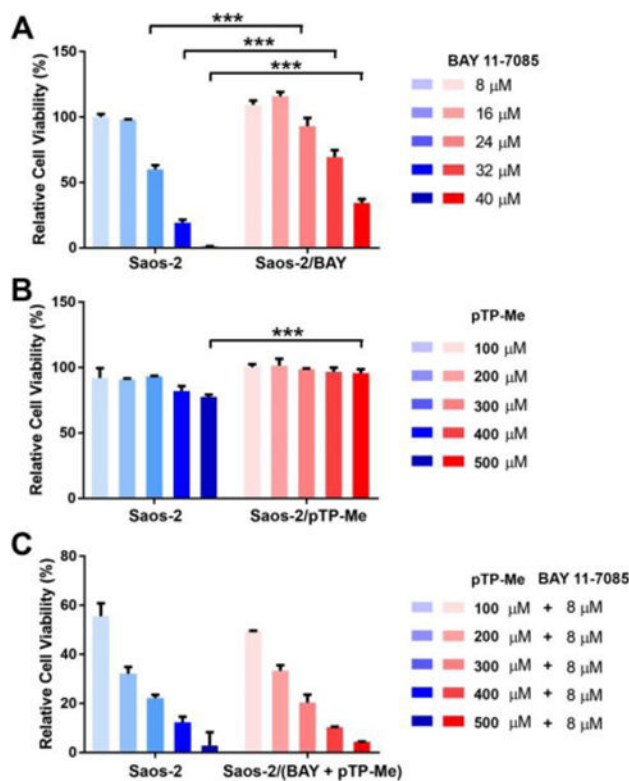 A
***
***
***
BAY 11-7085
8 μM
16 μM
24 μM
32 μM
40 μM
Relative Cell Viability (%)
150
100
50
0
Saos-2
Saos-2/BAY
B
***
pTP-Me
100 μM
200 μM
300 μM
400 μM
500 μM
Relative Cell Viability (%)
150
100
50
0
Saos-2
Saos-2/pTP-Me
C
pTP-Me BAY 11-7085
100 μM + 8 μM
200 μM + 8 μM
300 μM + 8 μM
400 μM + 8 μM
500 μM + 8 μM
Relative Cell Viability (%)
80
60
40
20
0
Saos-2
Saos-2/(BAY + pTP-Me)